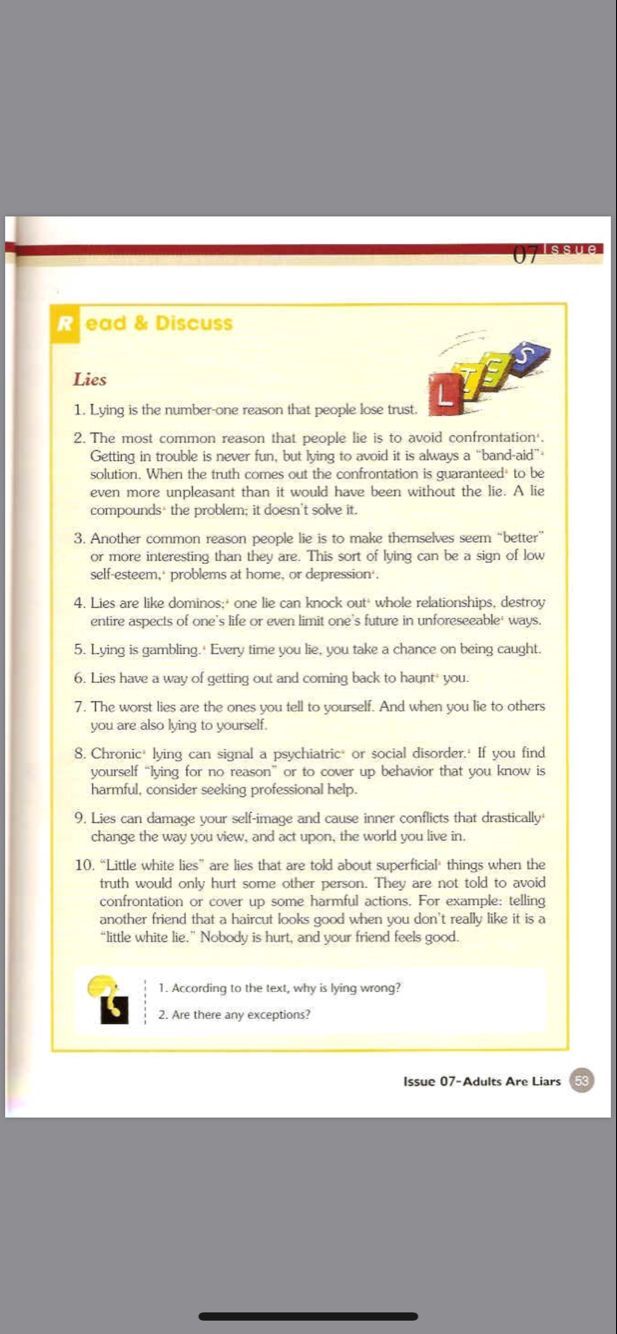 07 Issue
Read & Discuss
LIES
Lies
1. Lying is the number-one reason that people lose trust.
2. The most common reason that people lie is to avoid confrontation.
Getting in trouble is never fun, but lying to avoid it is always a “band-aid”
solution. When the truth comes out the confrontation is guaranteed to be
even more unpleasant than it would have been without the lie. A lie
compounds the problem; it doesn't solve it.
3. Another common reason people lie is to make themselves seem “better”
or more interesting than they are. This sort of lying can be a sign of low
self-esteem, problems at home, or depression.
4. Lies are like dominos; one lie can knock out whole relationships, destroy
entire aspects of one's life or even limit one's future in unforeseeable ways.
5. Lying is gambling. Every time you lie, you take a chance on being caught.
6. Lies have a way of getting out and coming back to haunt you.
7. The worst lies are the ones you tell to yourself. And when you lie to others
you are also lying to yourself.
8. Chronic lying can signal a psychiatric or social disorder. If you find
yourself “lying for no reason” or to cover up behavior that you know is
harmful, consider seeking professional help.
9. Lies can damage your self-image and cause inner conflicts that drastically
change the way you view, and act upon, the world you live in.
10. “Little white lies” are lies that are told about superficial things when the
truth would only hurt some other person. They are not told to avoid
confrontation or cover up some harmful actions. For example: telling
another friend that a haircut looks good when you don't really like it is a
“little white lie.” Nobody is hurt, and your friend feels good.
1. According to the text, why is lying wrong?
2. Are there any exceptions?
Issue 07-Adults Are Liars 53